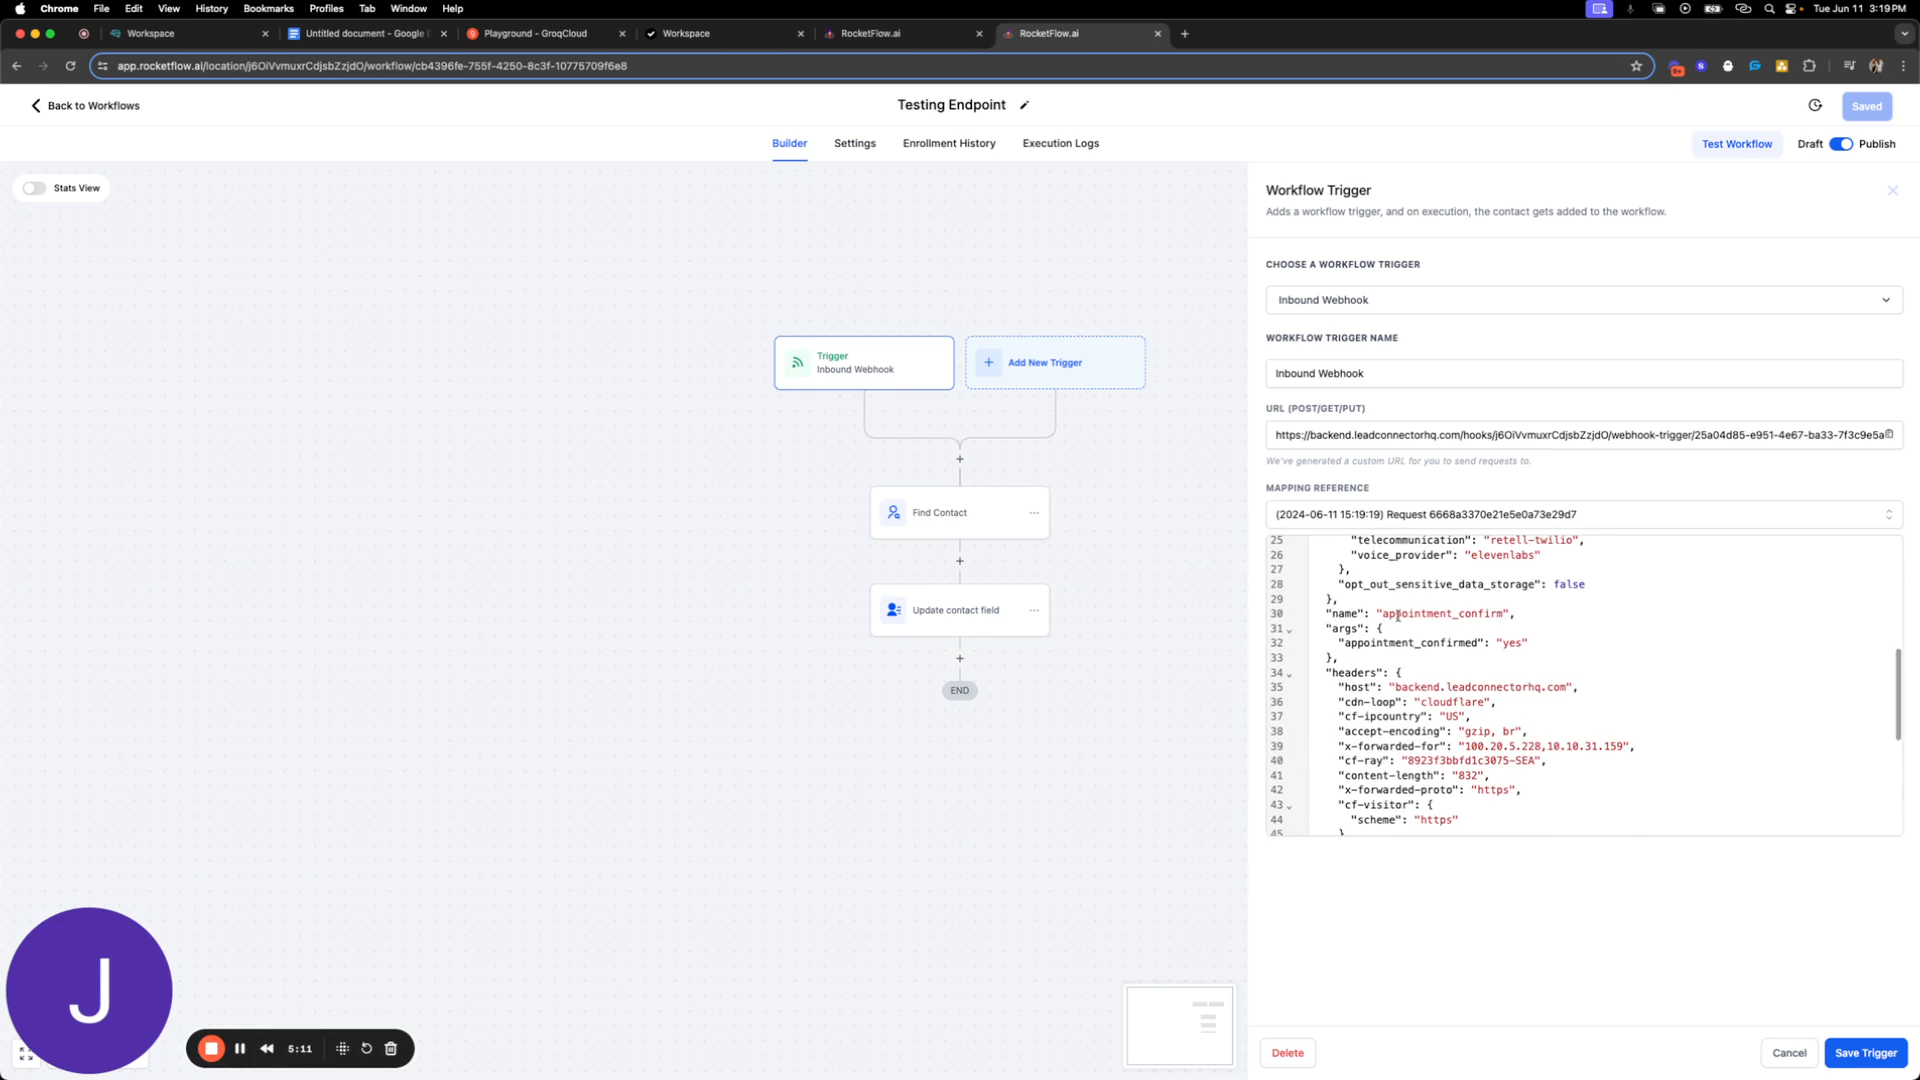 Chrome File Edit View History Bookmarks Profiles Tab Window Help
Tue Jun 11 3:19 PM
Workspace
Untitled document - Google
Playground - GroqCloud
Workspace
RocketFlow.ai
RocketFlow.ai
app.rocketflow.ai/location/j6OiVvmuxrCdjsbZzjdO/workflow/cb4396fe-755f-4250-8c3f-10775709f6e8
9+
Back to Workflows
Testing Endpoint
Saved
Builder
Settings
Enrollment History
Execution Logs
Test Workflow
Draft
Publish
Stats View
Trigger
Inbound Webhook
Add New Trigger
Find Contact
Update contact field
END
Workflow Trigger
Adds a workflow trigger, and on execution, the contact gets added to the workflow.
CHOOSE A WORKFLOW TRIGGER
Inbound Webhook
WORKFLOW TRIGGER NAME
Inbound Webhook
URL (POST/GET/PUT)
https://backend.leadconnectorhq.com/hooks/j6OiVvmuxrCdjsbZzjdO/webhook-trigger/25a04d85-e951-4e67-ba33-7f3c9e5a
We've generated a custom URL for you to send requests to.
MAPPING REFERENCE
(2024-06-11 15:19:19) Request 6668a3370e21e5e0a73e29d7
25 "telecommunication": "retell-twilio",
26 "voice_provider": "elevenlabs"
27 },
28 "opt_out_sensitive_data_storage": false
29 },
30 "name": "appointment_confirm",
31 "args": {
32 "appointment_confirmed": "yes"
33 },
34 "headers": {
35 "host": "backend.leadconnectorhq.com",
36 "cdn-loop": "cloudflare",
37 "cf-ipcountry": "US",
38 "accept-encoding": "gzip, br",
39 "x-forwarded-for": "100.20.5.228,10.10.31.159",
40 "cf-ray": "8923f3bbfd1c3075-SEA",
41 "content-length": "832",
42 "x-forwarded-proto": "https",
43 "cf-visitor": {
44 "scheme": "https"
45 }
J
5:11
Delete
Cancel
Save Trigger